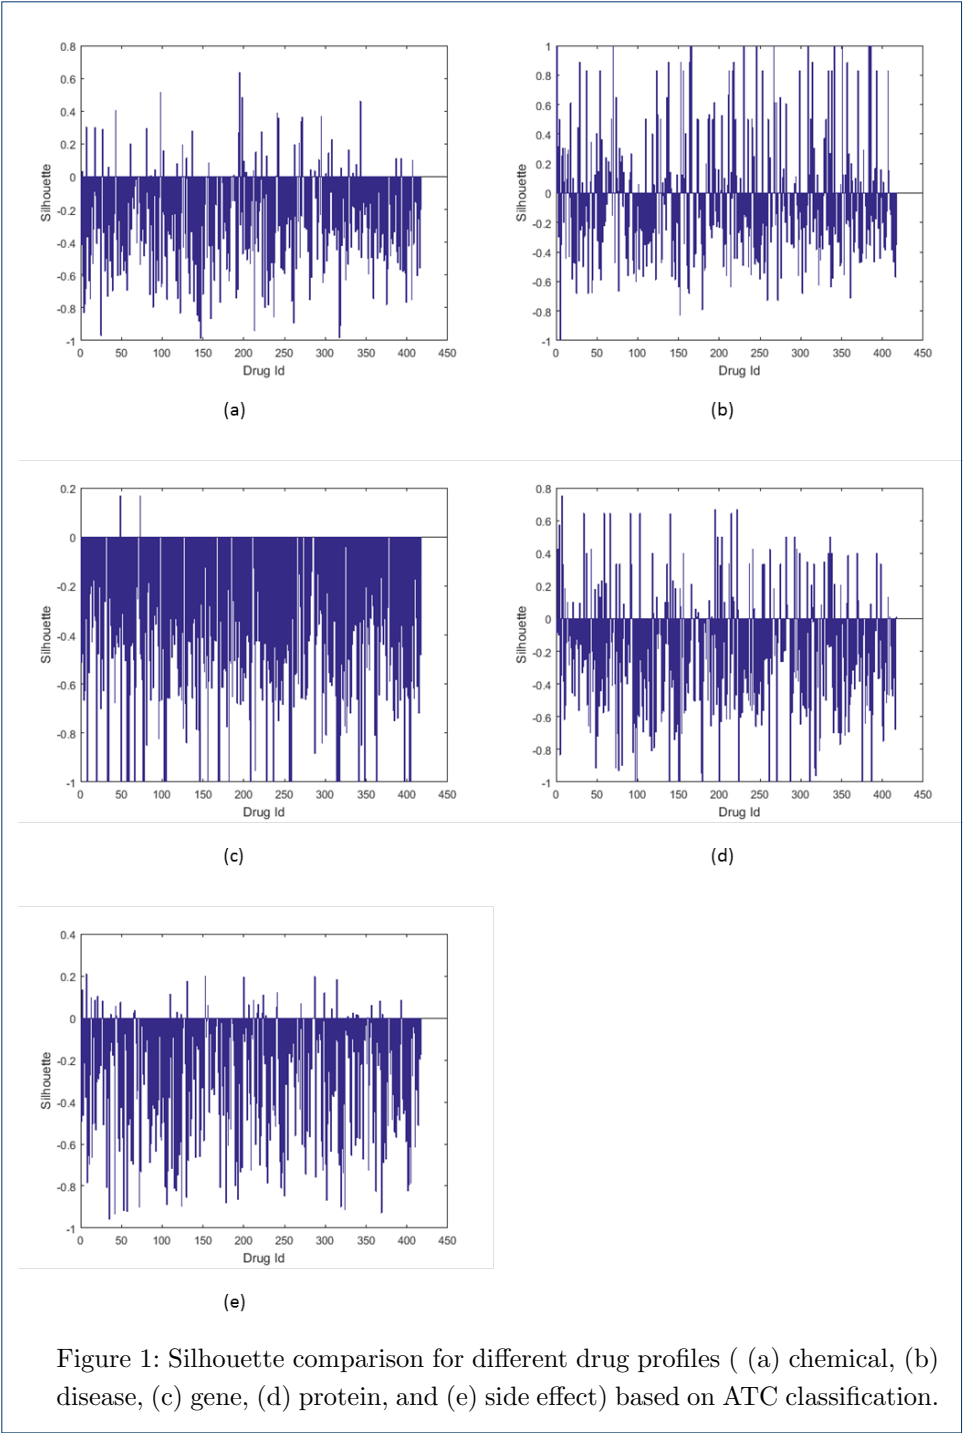 0.8
0.6
0.4
0.2
0
-0.2
-0.4
-0.6
-0.8
-1
Silhouette
0 50 100 150 200 250 300 350 400 450
Drug Id
(a)
1
0.8
0.6
0.4
0.2
0
-0.2
-0.4
-0.6
-0.8
-1
Silhouette
0 50 100 150 200 250 300 350 400 450
Drug Id
(b)
0.2
0
-0.2
-0.4
-0.6
-0.8
-1
Silhouette
0 50 100 150 200 250 300 350 400 450
Drug Id
(c)
0.8
0.6
0.4
0.2
0
-0.2
-0.4
-0.6
-0.8
-1
Silhouette
0 50 100 150 200 250 300 350 400 450
Drug Id
(d)
0.4
0.2
0
-0.2
-0.4
-0.6
-0.8
-1
Silhouette
0 50 100 150 200 250 300 350 400 450
Drug Id
(e)
Figure 1: Silhouette comparison for different drug profiles ( (a) chemical, (b)
disease, (c) gene, (d) protein, and (e) side effect) based on ATC classification.